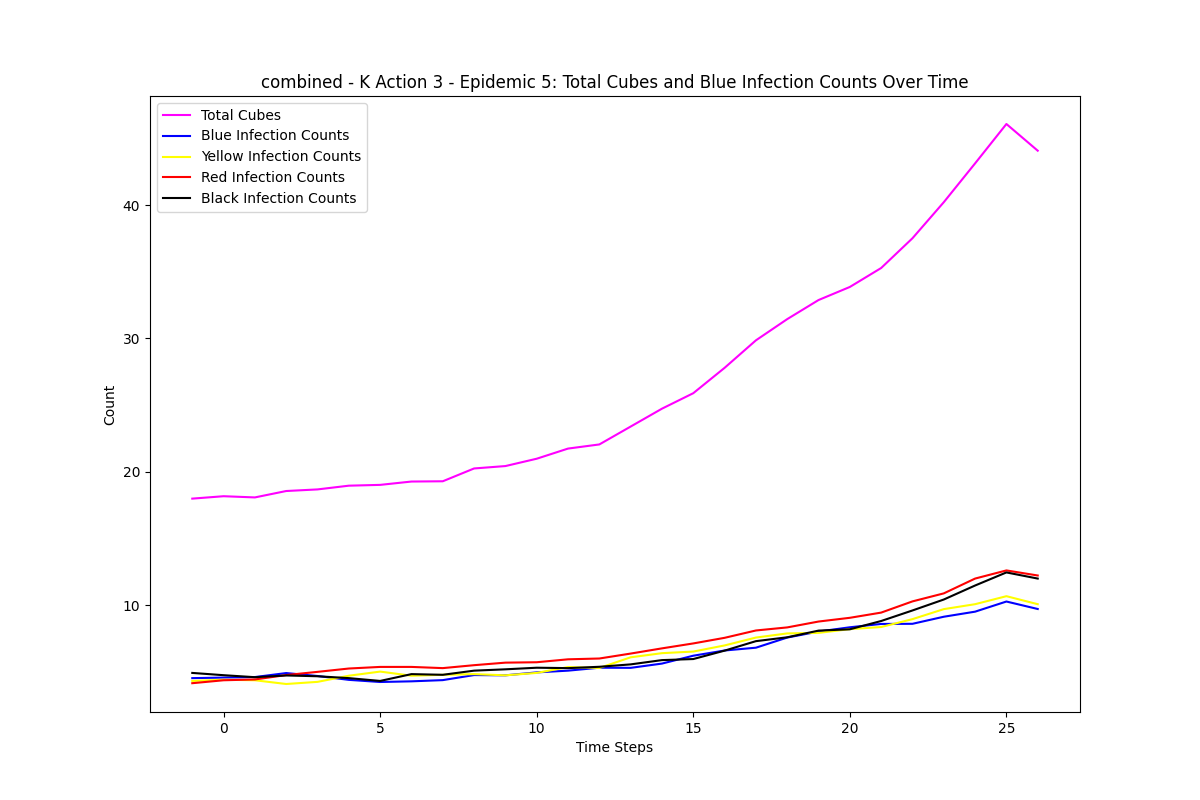 combined - K Action 3 - Epidemic 5: Total Cubes and Blue Infection Counts Over Time
Total Cubes
Blue Infection Counts
Yellow Infection Counts
Red Infection Counts
Black Infection Counts
40
30
20
10
Count
0 5 10 15 20 25
Time Steps